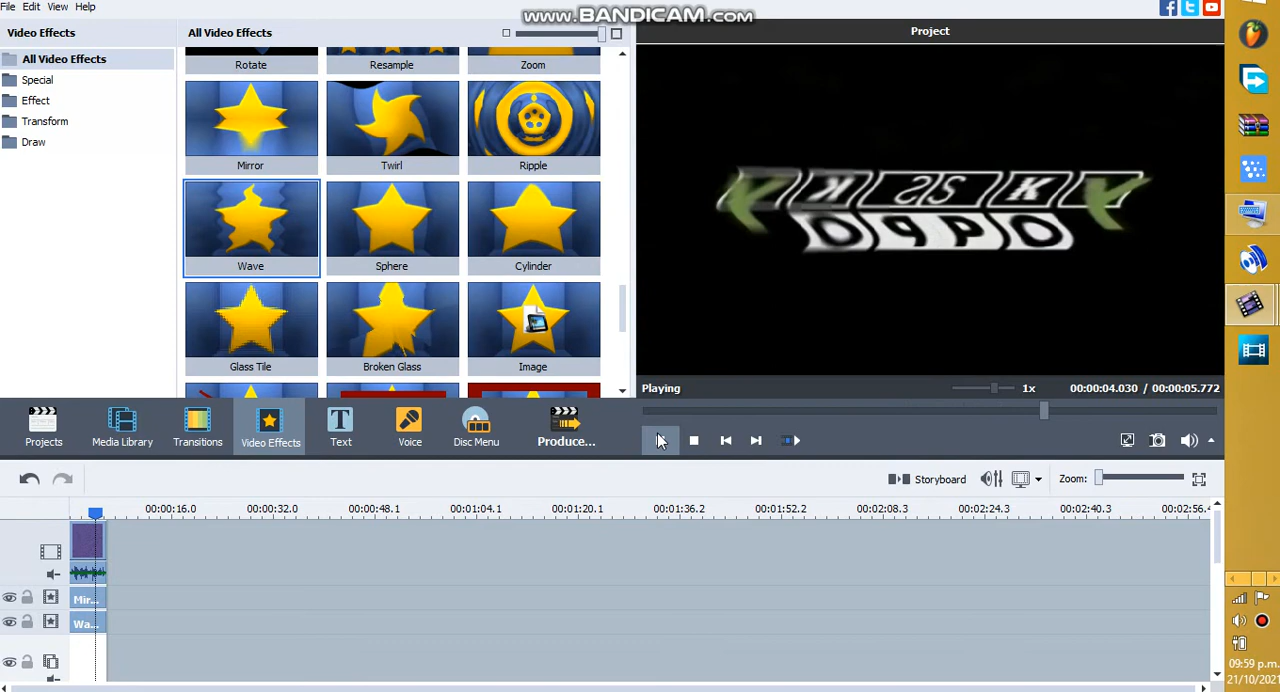 File Edit View Help
www.BANDICAM.com
Video Effects
All Video Effects
Project
All Video Effects
Special
Effect
Transform
Draw
Rotate
Resample
Zoom
Mirror
Twirl
Ripple
Wave
Sphere
Cylinder
Glass Tile
Broken Glass
Image
Playing
1x
00:00:04.030 / 00:00:05.772
Projects
Media Library
Transitions
Video Effects
Text
Voice
Disc Menu
Produce...
Storyboard
Zoom:
00:00:16.0 00:00:32.0 00:00:48.1 00:01:04.1 00:01:20.1 00:01:36.2 00:01:52.2 00:02:08.3 00:02:24.3 00:02:40.3 00:02:56.4
Mir...
Wa...
09:59 p.m.
21/10/2021